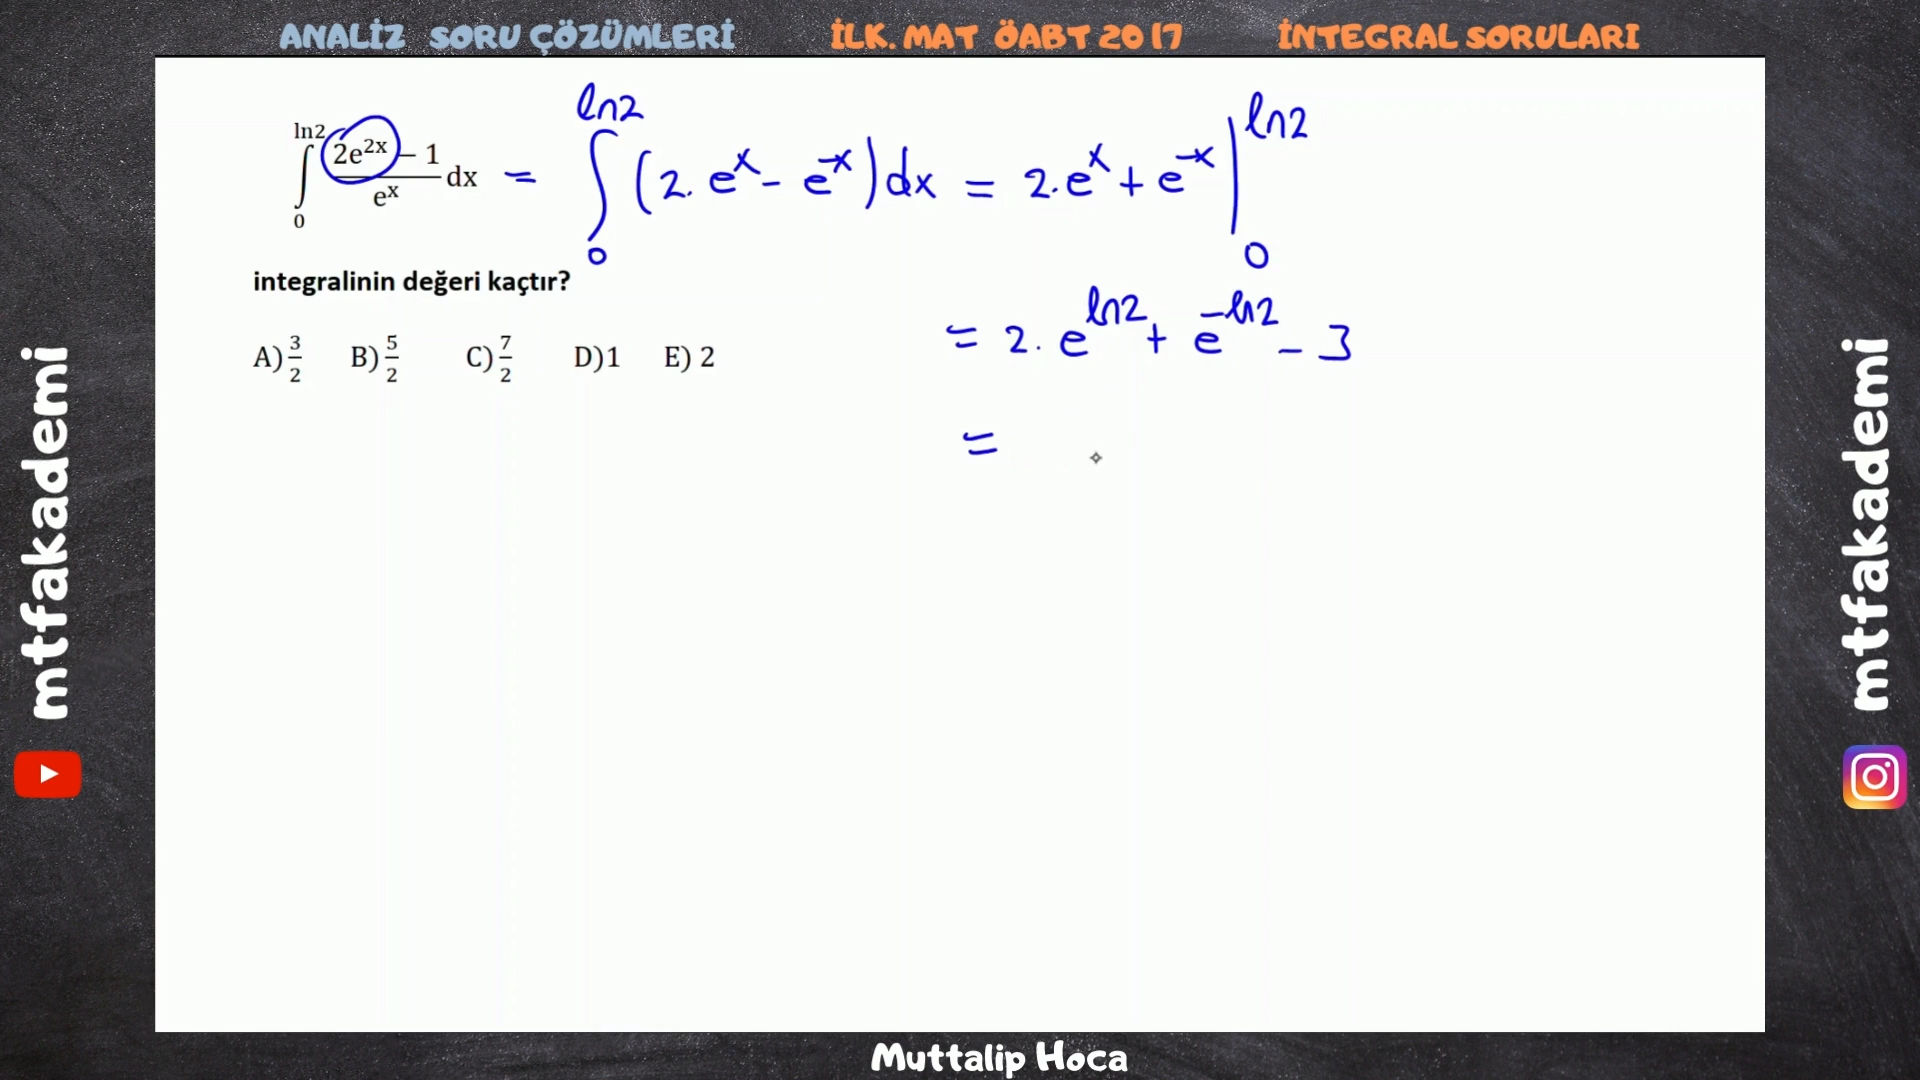 ANALİZ SORU ÇÖZÜMLERİ İLK. MAT ÖABT 2017 İNTEGRAL SORULARI
∫₀^{ln2} (2e^{2x} − 1)/e^x dx = ∫₀^{ln2} (2.e^x − e^{-x})dx = 2.e^x + e^{-x} |₀^{ln2}
integralinin değeri kaçtır?
= 2. e^{ln2} + e^{-ln2} − 3
A) 3/2 B) 5/2 C) 7/2 D)1 E) 2
=
mtfakademi
mtfakademi
Muttalip Hoca